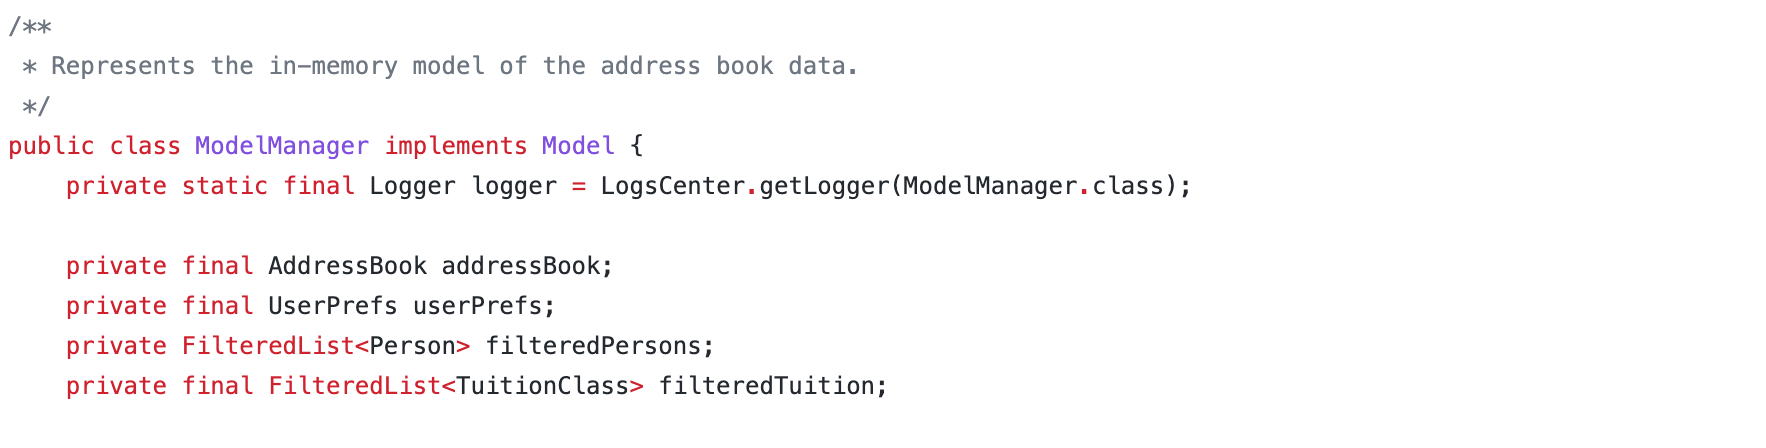 /**
 * Represents the in-memory model of the address book data.
 */
public class ModelManager implements Model {
    private static final Logger logger = LogsCenter.getLogger(ModelManager.class);

    private final AddressBook addressBook;
    private final UserPrefs userPrefs;
    private FilteredList<Person> filteredPersons;
    private final FilteredList<TuitionClass> filteredTuition;